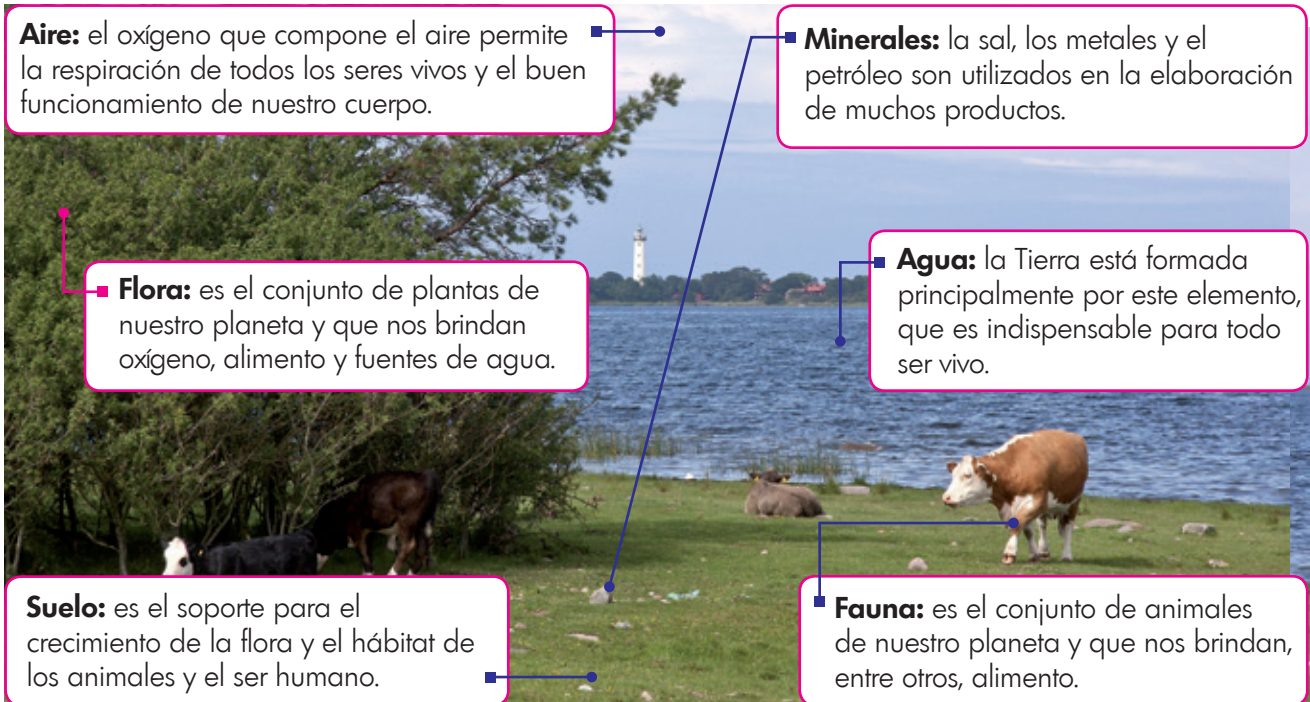 Aire: el oxígeno que compone el aire permite
la respiración de todos los seres vivos y el buen
funcionamiento de nuestro cuerpo.
Minerales: la sal, los metales y el
petróleo son utilizados en la elaboración
de muchos productos.
Flora: es el conjunto de plantas de
nuestro planeta y que nos brindan
oxígeno, alimento y fuentes de agua.
Agua: la Tierra está formada
principalmente por este elemento,
que es indispensable para todo
ser vivo.
Suelo: es el soporte para el
crecimiento de la flora y el hábitat de
los animales y el ser humano.
Fauna: es el conjunto de animales
de nuestro planeta y que nos brindan,
entre otros, alimento.